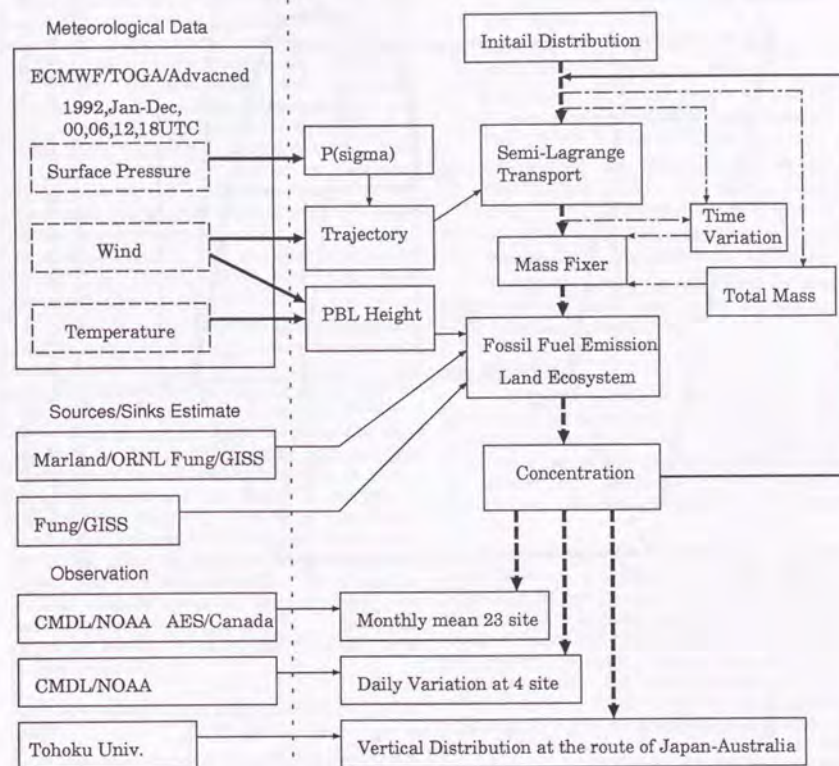 Meteorological Data
ECMWF/TOGA/Advacned
1992,Jan-Dec,
00,06,12,18UTC
Surface Pressure
Wind
Temperature
P(sigma)
Trajectory
PBL Height
Initail Distribution
Semi-Lagrange
Transport
Time
Variation
Mass Fixer
Total Mass
Fossil Fuel Emission
Land Ecosystem
Sources/Sinks Estimate
Marland/ORNL Fung/GISS
Concentration
Fung/GISS
Observation
CMDL/NOAA AES/Canada
Monthly mean 23 site
CMDL/NOAA
Daily Variation at 4 site
Tohoku Univ.
Vertical Distribution at the route of Japan-Australia